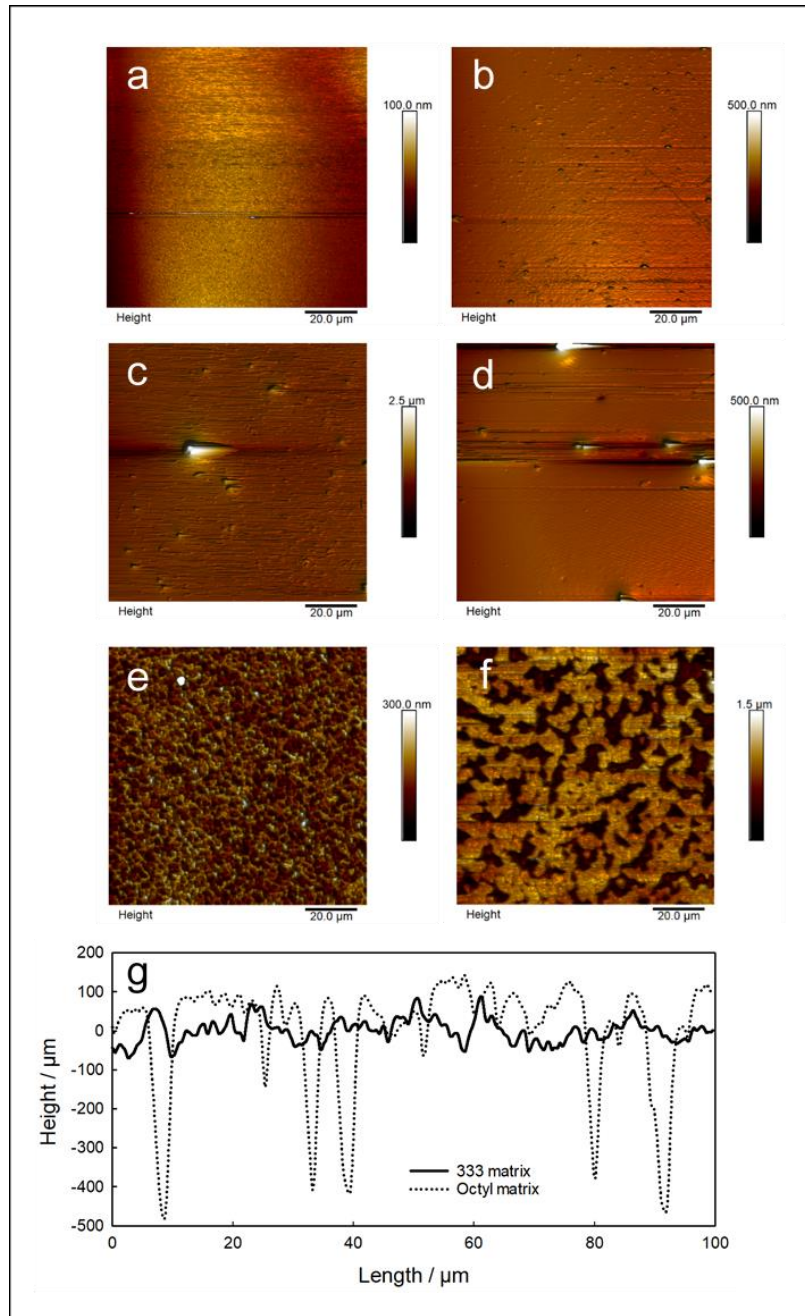 a
100.0 nm
Height
20.0 µm
b
500.0 nm
Height
20.0 µm
c
2.5 µm
Height
20.0 µm
d
500.0 nm
Height
20.0 µm
e
300.0 nm
Height
20.0 µm
f
1.5 µm
Height
20.0 µm
g
200
100
0
-100
-200
-300
-400
-500
Height / µm
333 matrix
Octyl matrix
0 20 40 60 80 100
Length / µm